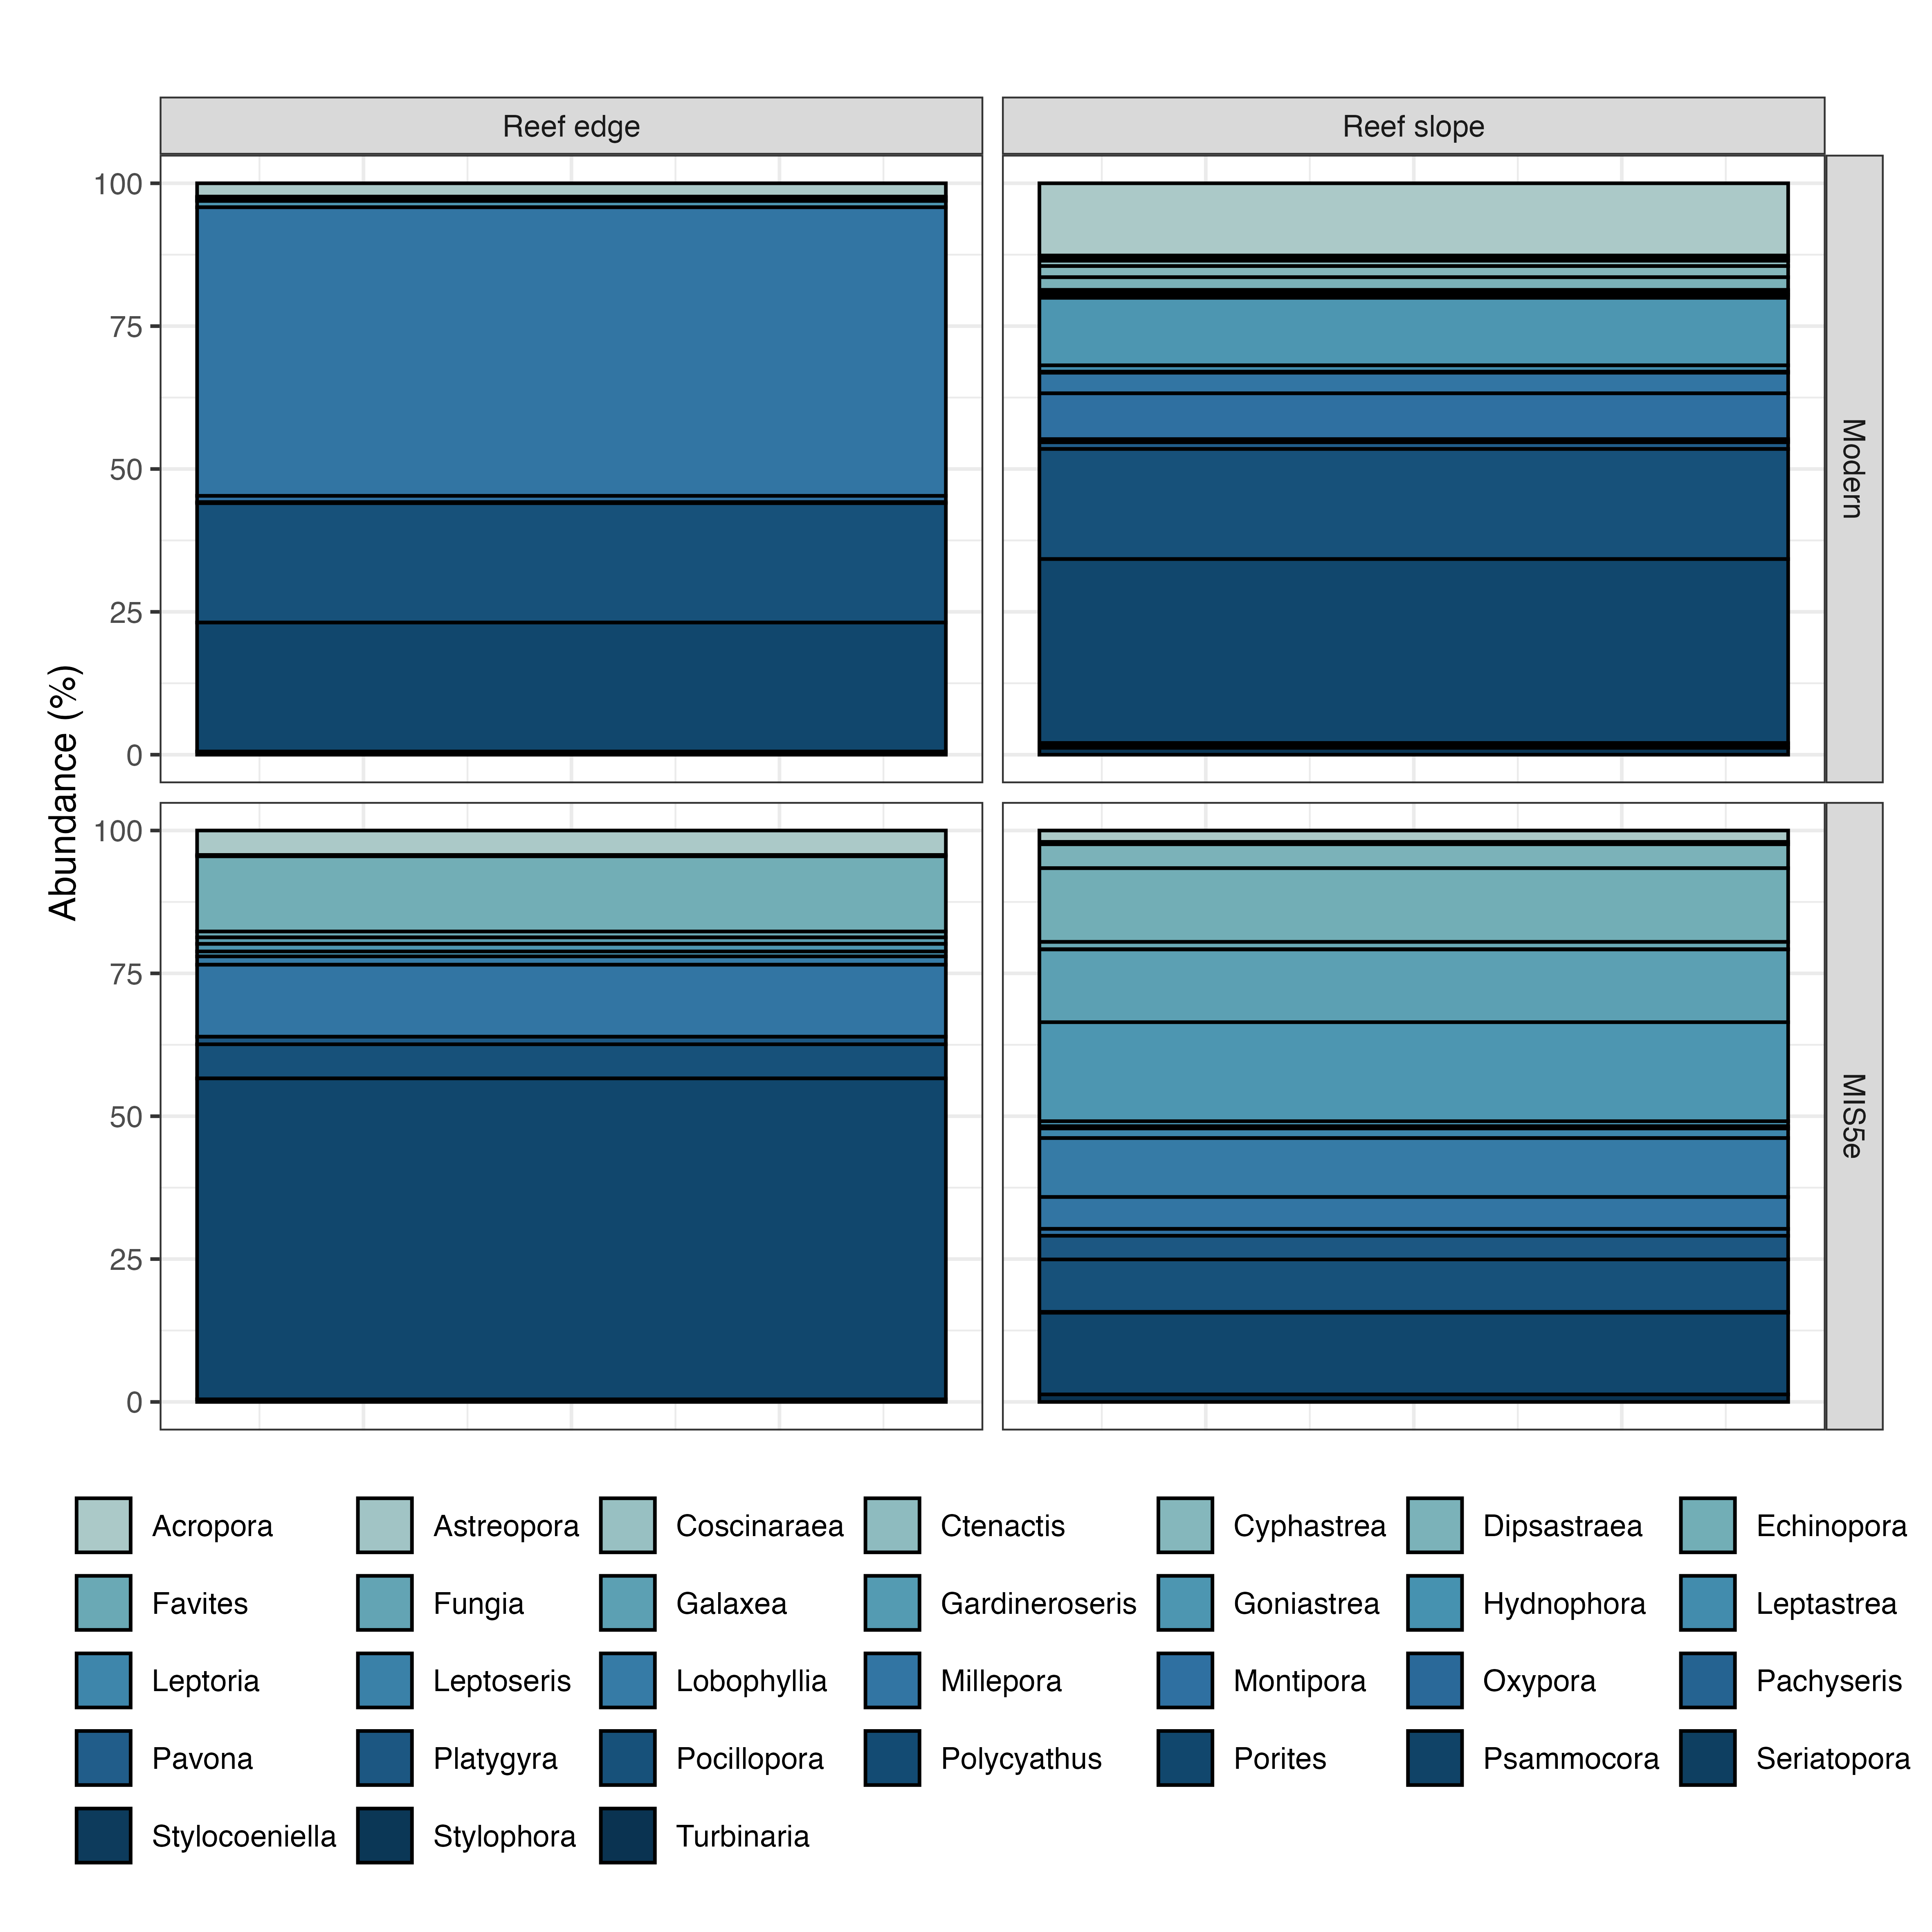 Reef edge Reef slope
100
75
50
25
0
Modern
Abundance (%)
100
75
50
25
0
MIS5e
Acropora Astreopora Coscinaraea Ctenactis Cyphastrea Dipsastraea Echinopora
Favites Fungia Galaxea Gardineroseris Goniastrea Hydnophora Leptastrea
Leptoria Leptoseris Lobophyllia Millepora Montipora Oxypora Pachyseris
Pavona Platygyra Pocillopora Polycyathus Porites Psammocora Seriatopora
Stylocoeniella Stylophora Turbinaria